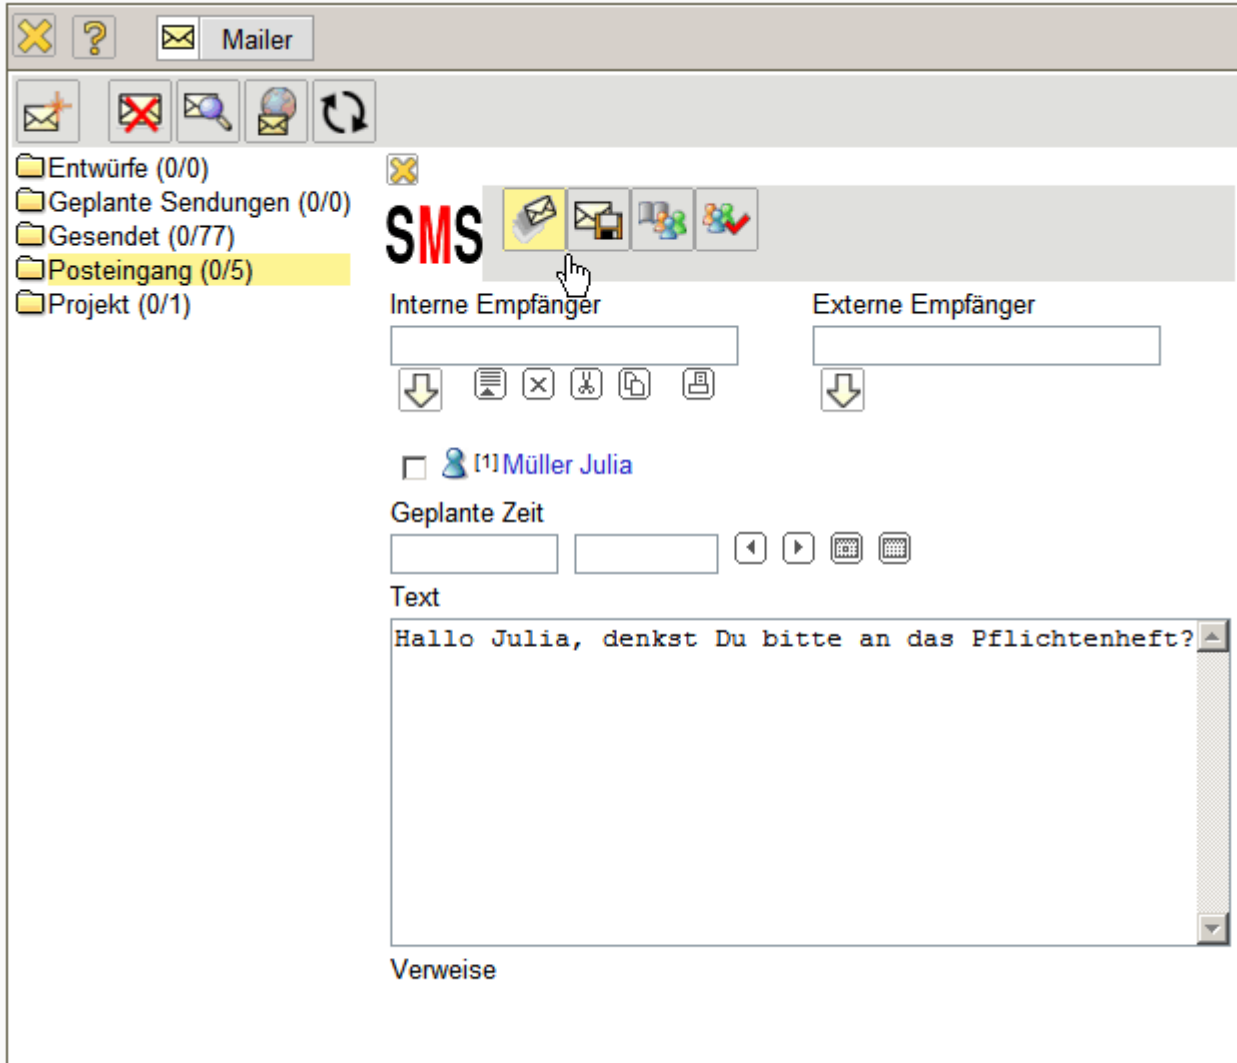 Mailer
Entwürfe (0/0)
Geplante Sendungen (0/0)
Gesendet (0/77)
Posteingang (0/5)
Projekt (0/1)
SMS
Interne Empfänger
Externe Empfänger
[1] Müller Julia
Geplante Zeit
Text
Hallo Julia, denkst Du bitte an das Pflichtenheft?
Verweise